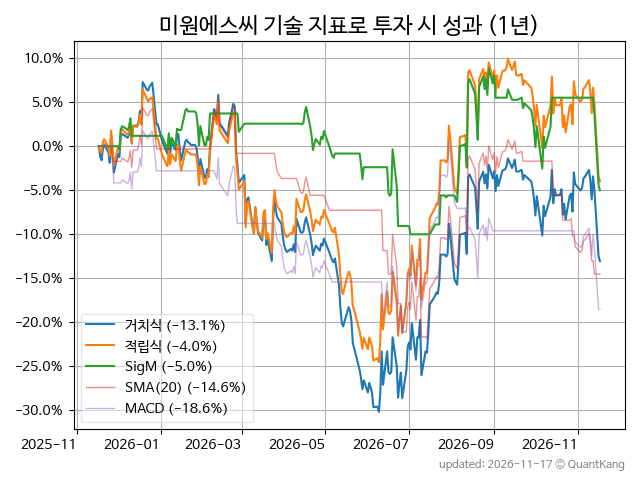 미원에스씨 기술 지표로 투자 시 성과 (1년)
10.0%
5.0%
0.0%
−5.0%
−10.0%
−15.0%
−20.0%
−25.0%
−30.0%
거치식 (−13.1%)
적립식 (−4.0%)
SigM (−5.0%)
SMA(20) (−14.6%)
MACD (−18.6%)
2025-11 2026-01 2026-03 2026-05 2026-07 2026-09 2026-11
updated: 2026-11-17 © QuantKang